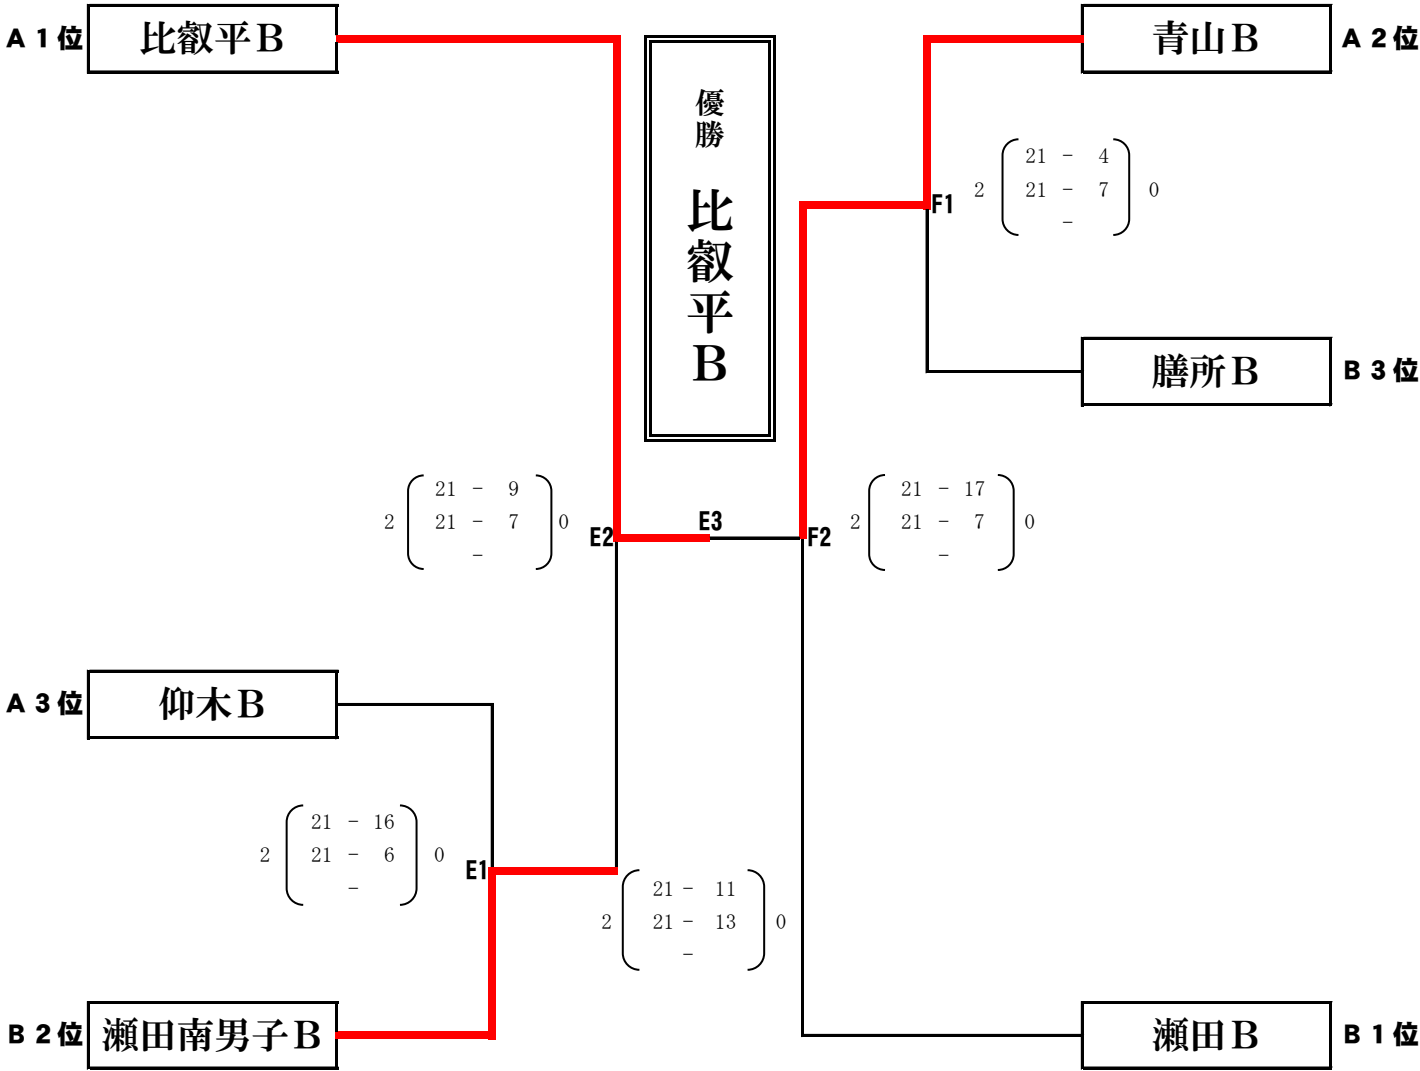 A１位
比叡平B
青山B
A２位
優勝
比叡平B
21 - 4
2 21 - 7 0
-
F1
膳所B
B３位
21 - 9
2 21 - 7 0
-
E2
E3
F2
21 - 17
2 21 - 7 0
-
A３位
仰木B
21 - 16
2 21 - 6 0
-
E1
21 - 11
2 21 - 13 0
-
B２位
瀬田南男子B
瀬田B
B１位